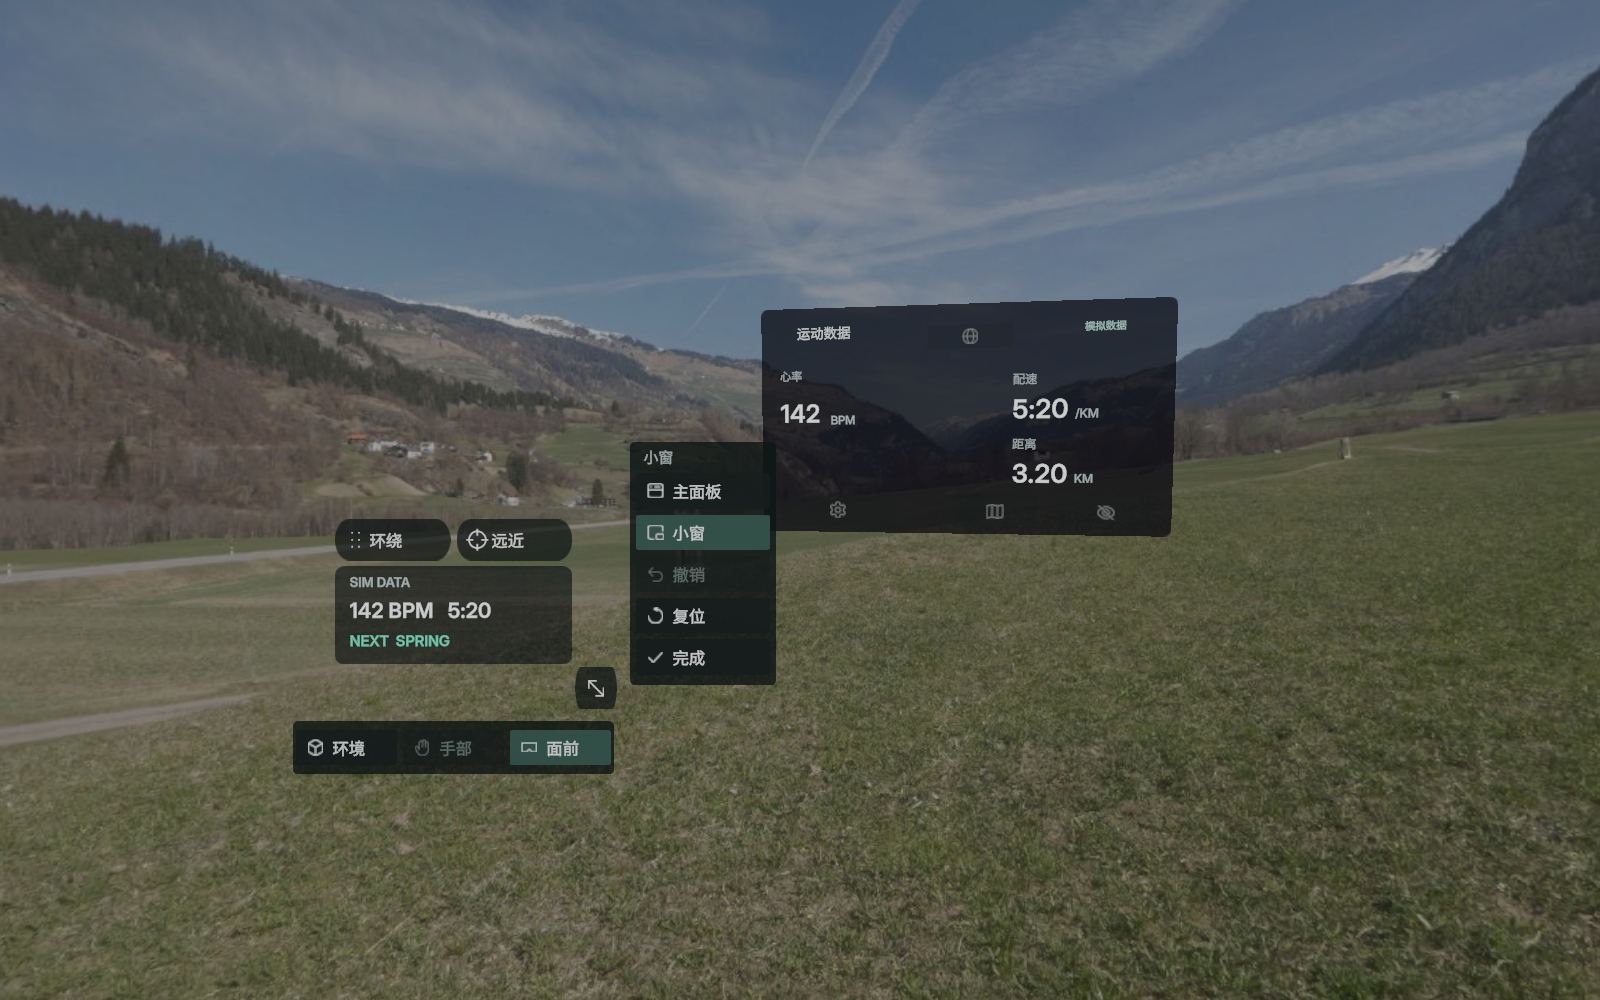 运动数据
模拟数据
心率
142 BPM
配速
5:20 /KM
距离
3.20 KM
小窗
主面板
小窗
撤销
复位
完成
环绕
远近
SIM DATA
142 BPM 5:20
NEXT SPRING
环境
手部
面前